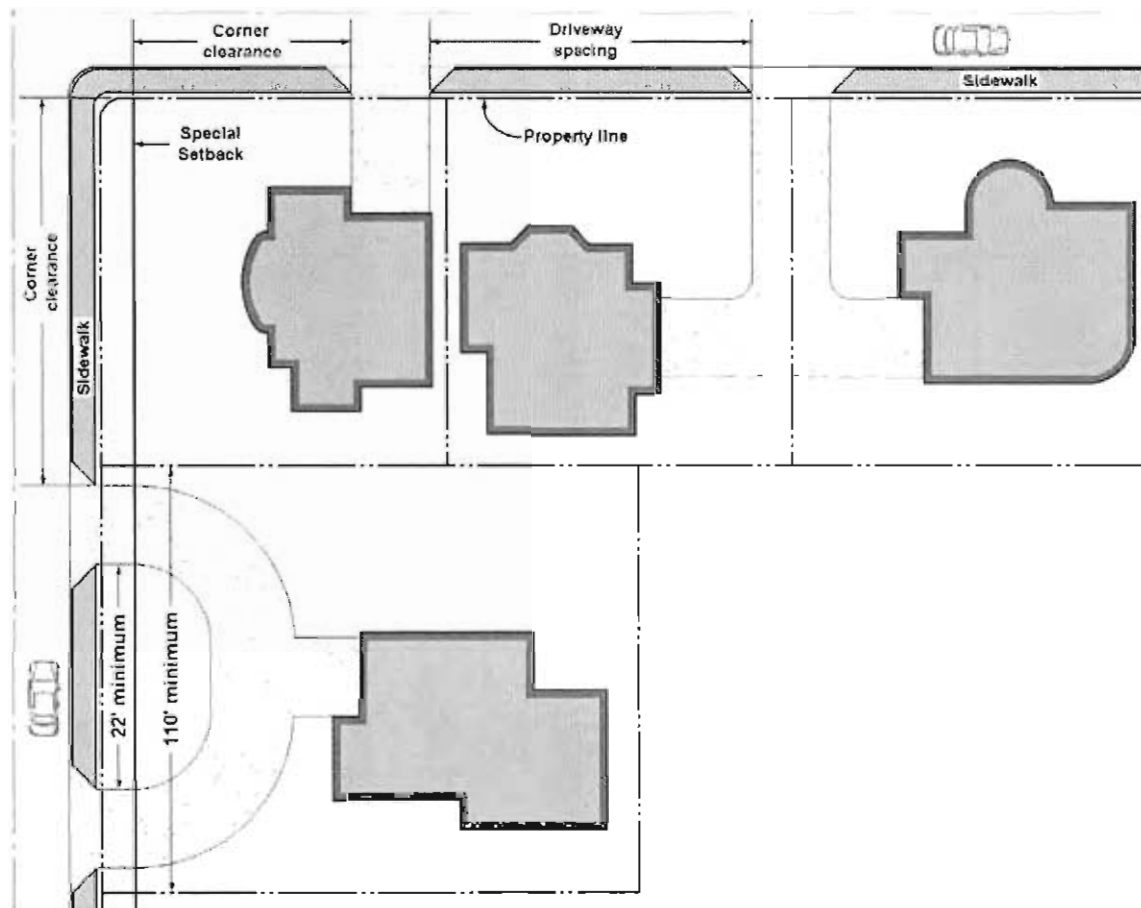 Corner
clearance
Driveway
spacing
Sidewalk
Special
Setback
Property line
Corner
clearance
Sidewalk
22' minimum
110' minimum